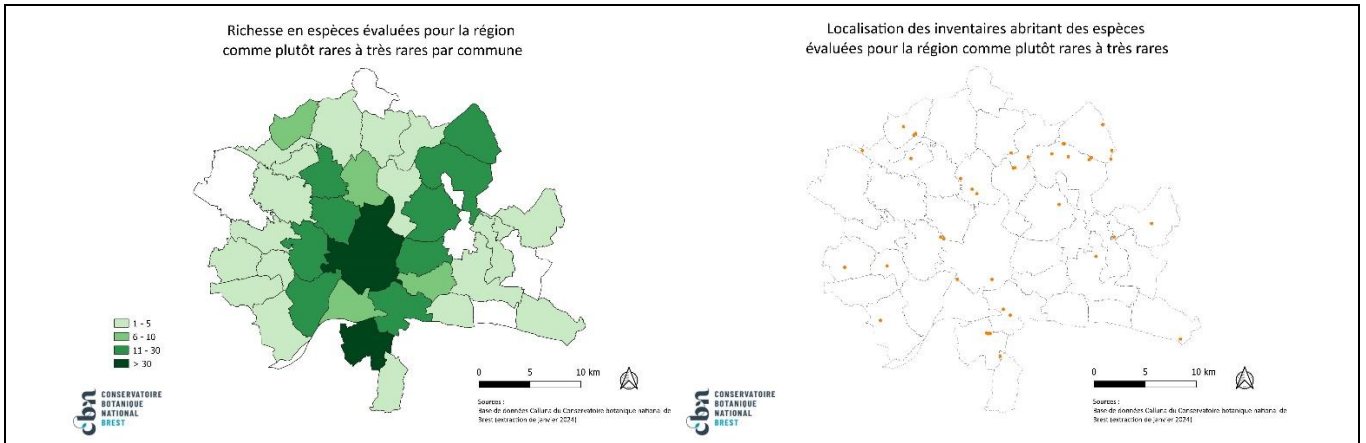 Richesse en espèces évaluées pour la région
comme plutôt rares à très rares par commune
1 - 5
6 - 10
11 - 30
> 30
0 5 10 km
cbn
CONSERVATOIRE
BOTANIQUE
NATIONAL
BREST
Sources :
Base de données Calluna du Conservatoire botanique national de
Brest (extraction de janvier 2024)
Localisation des inventaires abritant des espèces
évaluées pour la région comme plutôt rares à très rares
0 5 10 km
cbn
CONSERVATOIRE
BOTANIQUE
NATIONAL
BREST
Sources :
Base de données Calluna du Conservatoire botanique national de
Brest (extraction de janvier 2024)